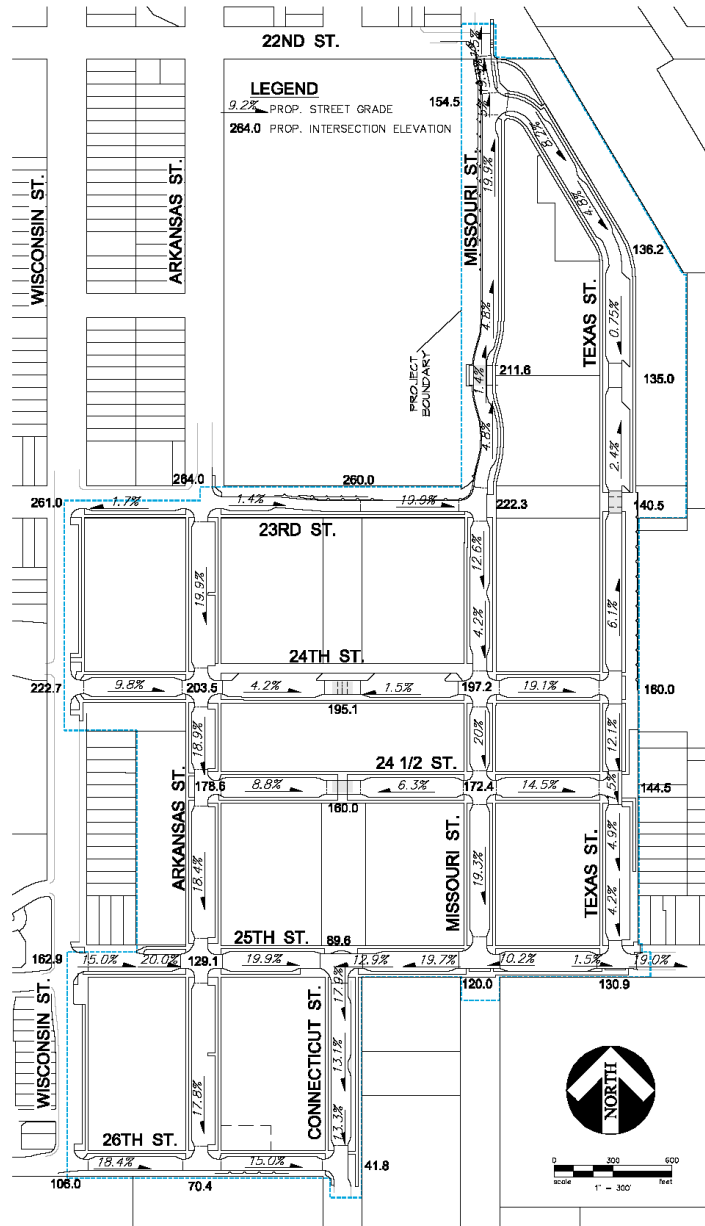 22ND ST.
LEGEND
9.2% PROP. STREET GRADE
264.0 PROP. INTERSECTION ELEVATION
154.5
19.9%
8.2%
4.8%
WISCONSIN ST.
ARKANSAS ST.
MISSOURI ST.
136.2
TEXAS ST.
0.75%
4.8%
PROJECT
BOUNDARY
1.4%
211.6
135.0
4.8%
2.4%
264.0
260.0
261.0
1.7%
1.4%
19.9%
222.3
140.5
23RD ST.
12.6%
19.9%
4.2%
6.1%
24TH ST.
222.7
9.8%
203.5
4.2%
1.5%
197.2
19.1%
160.0
195.1
18.9%
20%
12.1%
24 1/2 ST.
178.6
8.8%
6.3%
172.4
14.5%
144.5
160.0
ARKANSAS ST.
MISSOURI ST.
TEXAS ST.
18.4%
19.3%
4.9%
4.2%
25TH ST.
89.6
162.9
15.0%
20.0%
129.1
19.9%
12.9%
19.7%
10.2%
1.5%
19.0%
120.0
130.9
WISCONSIN ST.
CONNECTICUT ST.
17.9%
13.1%
13.3%
17.8%
26TH ST.
18.4%
15.0%
41.8
106.0
70.4
NORTH
0 300 600
scale feet
1" = 300'